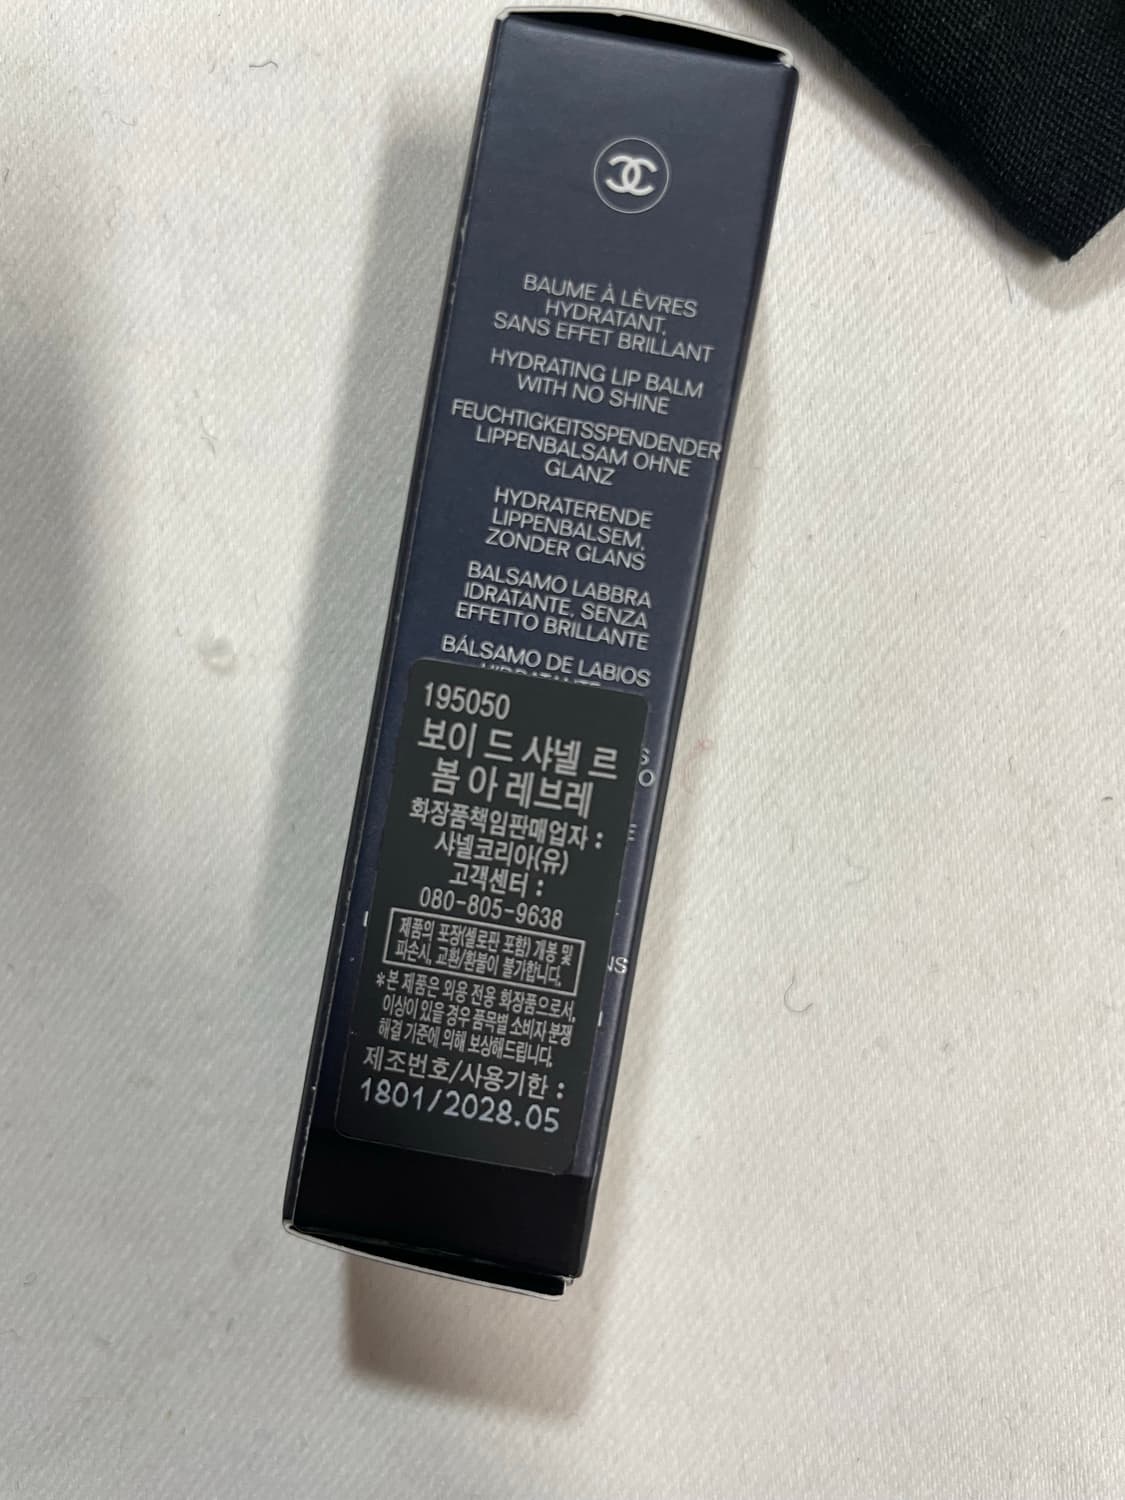 BAUME À LÈVRES
HYDRATANT,
SANS EFFET BRILLANT
HYDRATING LIP BALM
WITH NO SHINE
FEUCHTIGKEITSSPENDENDER
LIPPENBALSAM OHNE
GLANZ
HYDRATERENDE
LIPPENBALSEM,
ZONDER GLANS
BALSAMO LABBRA
IDRATANTE, SENZA
EFFETTO BRILLANTE
BÁLSAMO DE LABIOS
195050
보이 드 샤넬 르
봄 아 레브레
화장품책임판매업자 :
샤넬코리아(유)
고객센터 :
080-805-9638
제품의 포장(셀로판 포함) 개봉 및
파손시, 교환/환불이 불가합니다.
*본 제품은 외용 전용 화장품으로서,
이상이 있을 경우 품목별 소비자 분쟁
해결 기준에 의해 보상해드립니다.
제조번호/사용기한 :
1801/2028.05